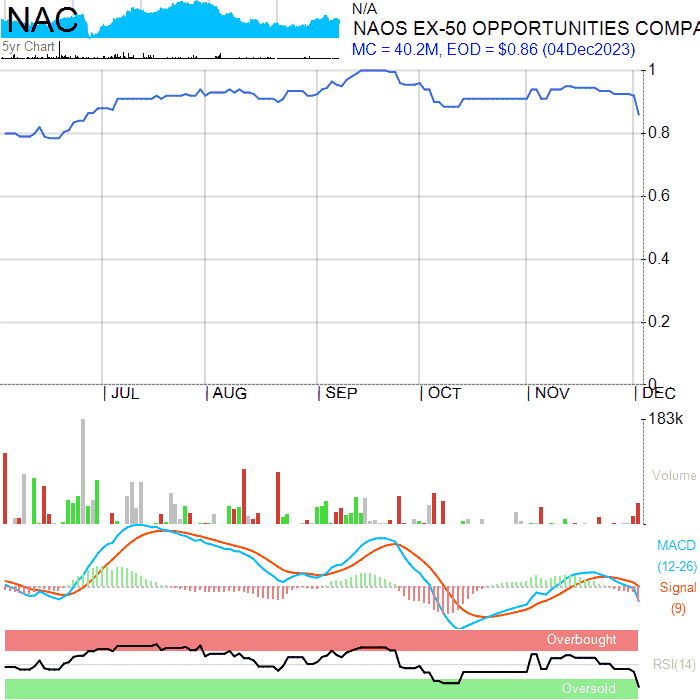 NAC
5yr Chart
N/A
NAOS EX-50 OPPORTUNITIES COMPA
MC = 40.2M, EOD = $0.86 (04Dec2023)
1
0.8
0.6
0.4
0.2
0
JUL AUG SEP OCT NOV DEC
183k
Volume
MACD
(12-26)
Signal
(9)
Overbought
RSI(14)
Oversold